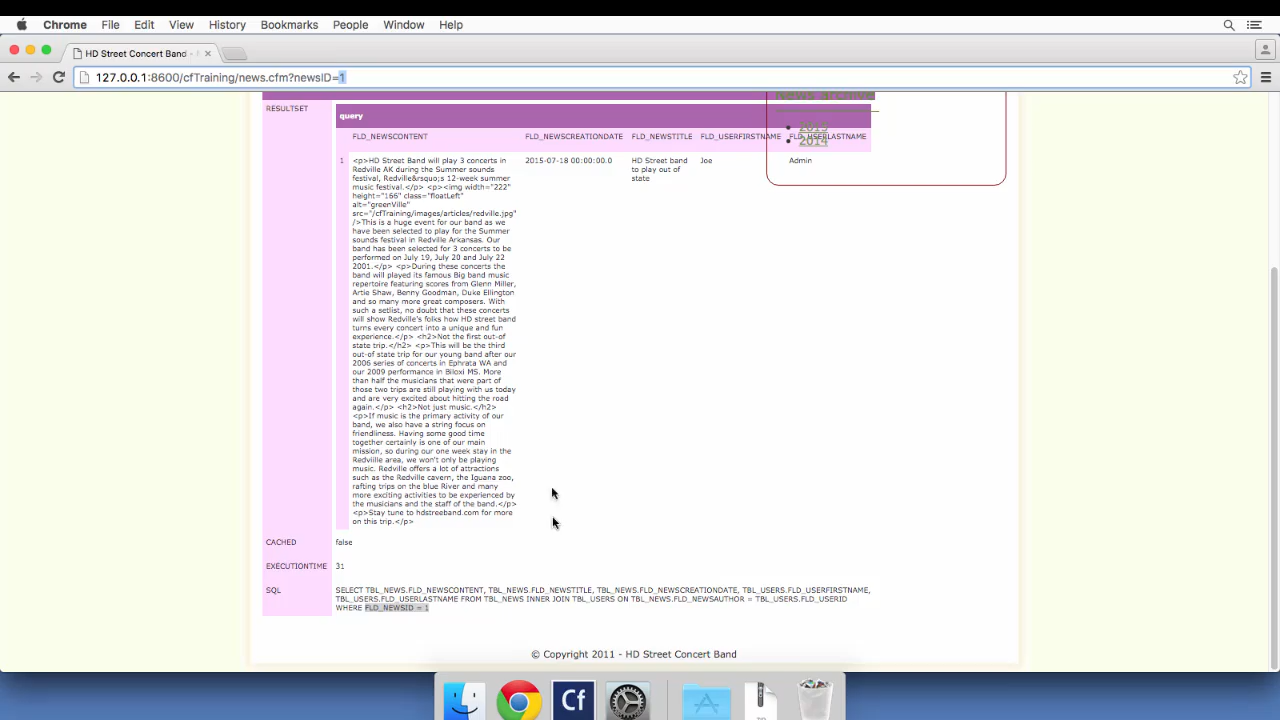 Chrome File Edit View History Bookmarks People Window Help
HD Street Concert Band -
127.0.0.1:8600/cfTraining/news.cfm?newsID=1
News archive
RESULTSET
query
FLD_NEWSCONTENT FLD_NEWSCREATIONDATE FLD_NEWSTITLE FLD_USERFIRSTNAME FLD_USERLASTNAME
2015
2014
1 <p>HD Street Band will play 3 concerts in 2015-07-18 00:00:00.0 HD Street band Joe Admin
Redville AK during the Summer sounds to play out of
festival, Redville&rsquo;s 12-week summer state
music festival.</p> <p><img width="222"
height="166" class="floatLeft"
alt="greenVille"
src="/cfTraining/images/articles/redville.jpg"
/>This is a huge event for our band as we
have been selected to play for the Summer
sounds festival in Redville Arkansas. Our
band has been selected for 3 concerts to be
performed on July 19, July 20 and July 22
2001.</p> <p>During these concerts the
band will played its famous Big band music
repertoire featuring scores from Glenn Miller,
Artie Shaw, Benny Goodman, Duke Ellington
and so many more great composers. With
such a setlist, no doubt that these concerts
will show Redville's folks how HD street band
turns every concert into a unique and fun
experience.</p> <h2>Not the first out-of
state trip.</h2> <p>This will be the third
out-of state trip for our young band after our
2006 series of concerts in Ephrata WA and
our 2009 performance in Biloxi MS. More
than half the musicians that were part of
those two trips are still playing with us today
and are very excited about hitting the road
again.</p> <h2>Not just music.</h2>
<p>If music is the primary activity of our
band, we also have a string focus on
friendliness. Having some good time
together certainly is one of our main
mission, so during our one week stay in the
Redviille area, we won't only be playing
music. Redville offers a lot of attractions
such as the Redville cavern, the Iguana zoo,
rafting trips on the blue River and many
more exciting activities to be experienced by
the musicians and the staff of the band.</p>
<p>Stay tune to hdstreeband.com for more
on this trip.</p>
CACHED false
EXECUTIONTIME 31
SQL SELECT TBL_NEWS.FLD_NEWSCONTENT, TBL_NEWS.FLD_NEWSTITLE, TBL_NEWS.FLD_NEWSCREATIONDATE, TBL_USERS.FLD_USERFIRSTNAME,
TBL_USERS.FLD_USERLASTNAME FROM TBL_NEWS INNER JOIN TBL_USERS ON TBL_NEWS.FLD_NEWSAUTHOR = TBL_USERS.FLD_USERID
WHERE FLD_NEWSID = 1
© Copyright 2011 - HD Street Concert Band
Cf